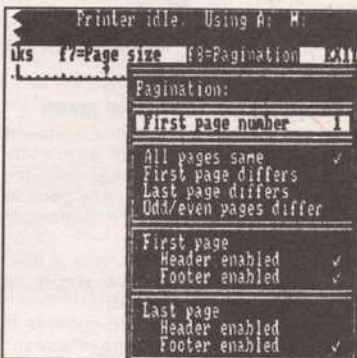 Printer idle. Using A: M:
nks f7=Page size f8=Pagination EXIT
Pagination:
First page number 1
All pages same ✓
First page differs
Last page differs
Odd/even pages differ
First page
Header enabled ✓
Footer enabled ✓
Last page
Header enabled
Footer enabled ✓